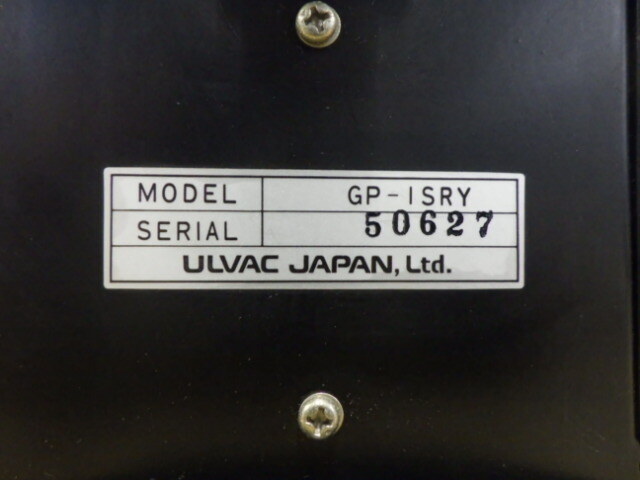 MODEL GP-1SRY
SERIAL 50627
ULVAC JAPAN, Ltd.